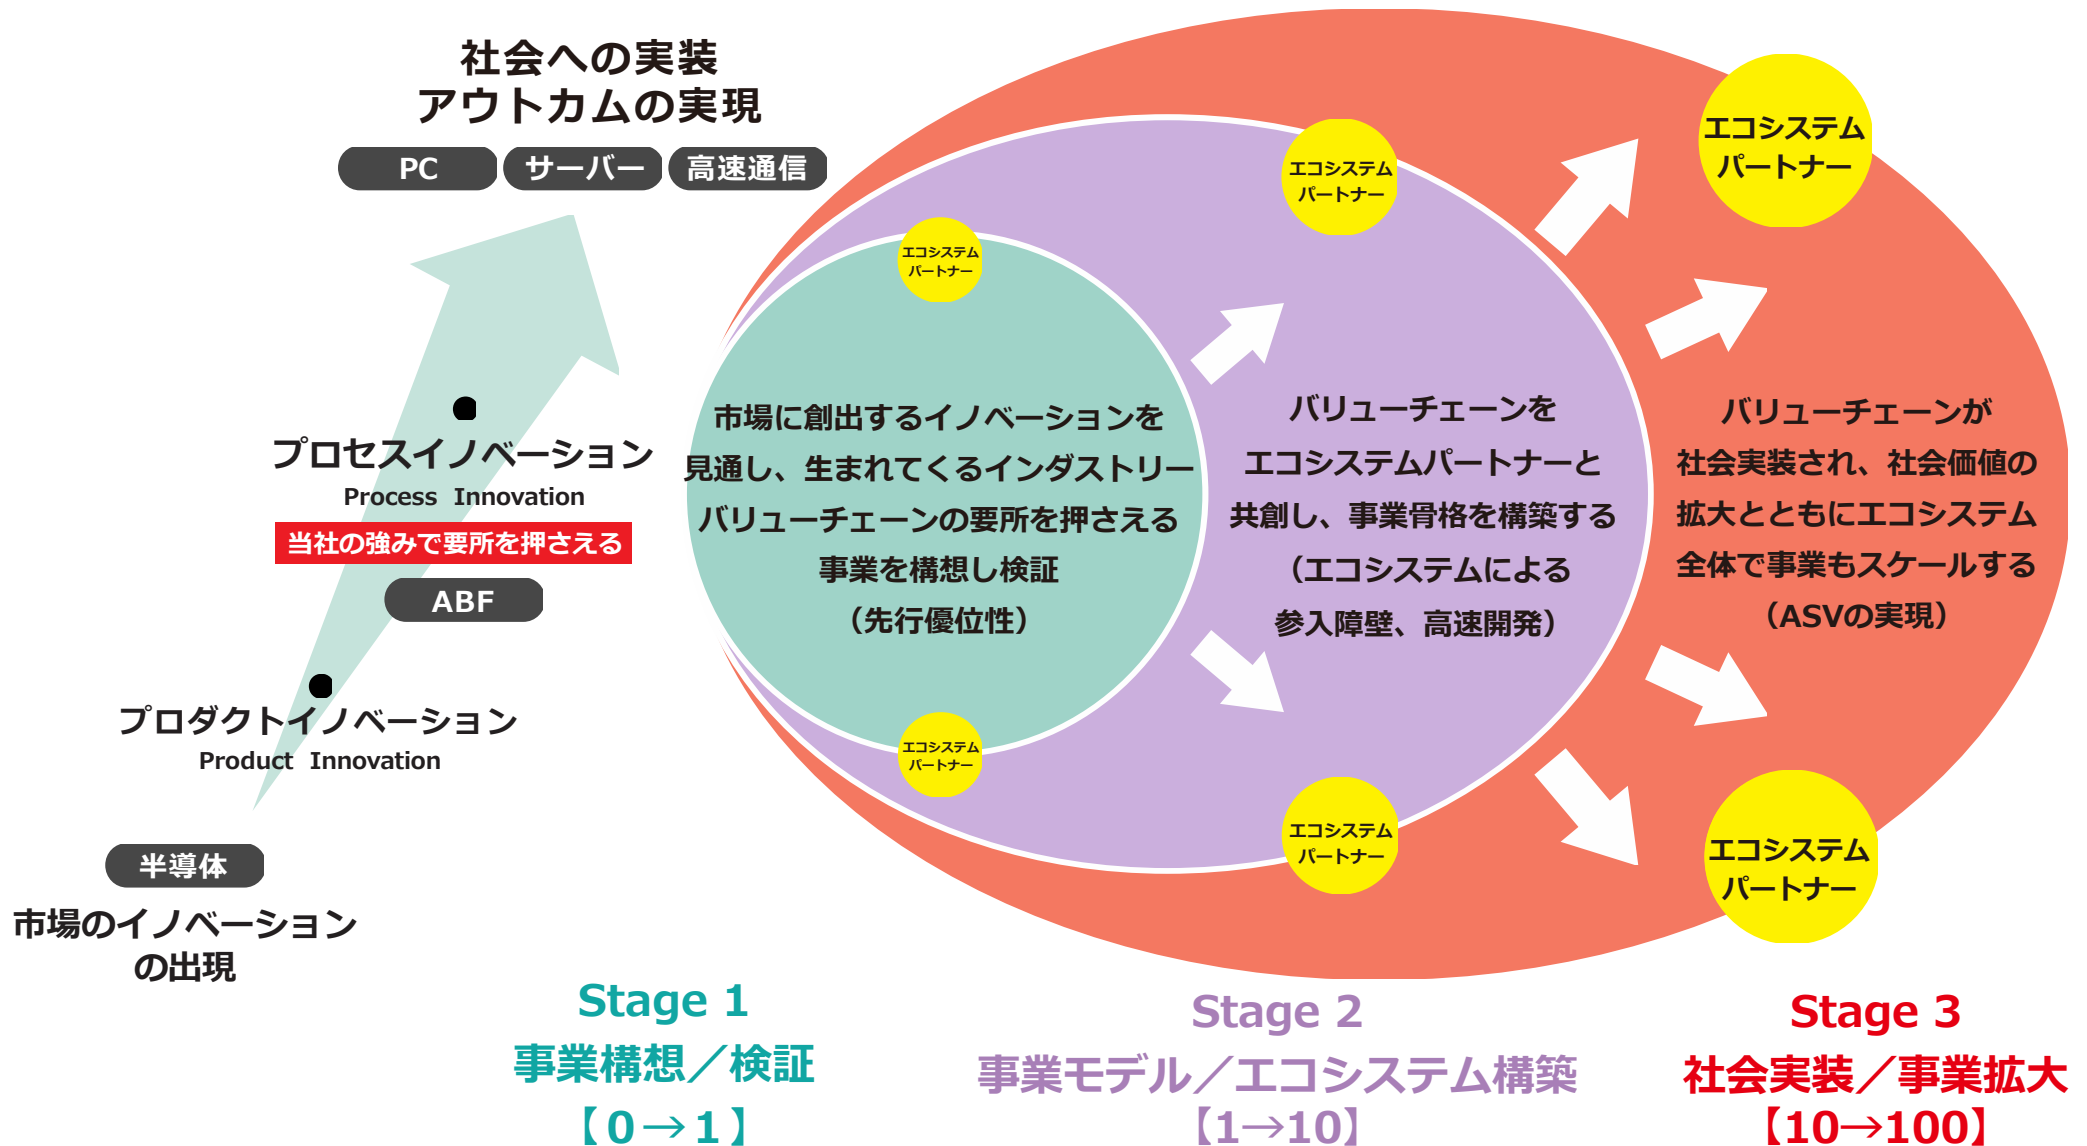 社会への実装
アウトカムの実現
PC
サーバー
高速通信
プロセスイノベーション
Process Innovation
当社の強みで要所を押さえる
ABF
プロダクトイノベーション
Product Innovation
半導体
市場のイノベーション
の出現
エコシステム
パートナー
市場に創出するイノベーションを
見通し、生まれてくるインダストリー
バリューチェーンの要所を押さえる
事業を構想し検証
（先行優位性）
エコシステム
パートナー
エコシステム
パートナー
バリューチェーンを
エコシステムパートナーと
共創し、事業骨格を構築する
（エコシステムによる
参入障壁、高速開発）
エコシステム
パートナー
エコシステム
パートナー
バリューチェーンが
社会実装され、社会価値の
拡大とともにエコシステム
全体で事業もスケールする
（ASVの実現）
エコシステム
パートナー
Stage 1
事業構想／検証
【0→1】
Stage 2
事業モデル／エコシステム構築
【1→10】
Stage 3
社会実装／事業拡大
【10→100】